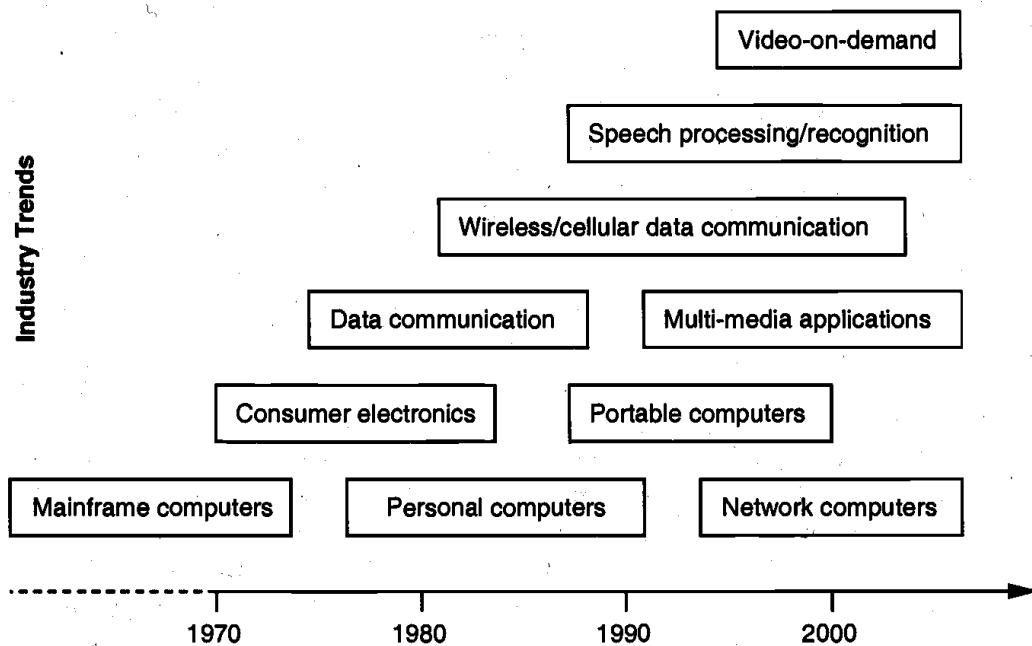 Video-on-demand
Speech processing/recognition
Industry Trends
Wireless/cellular data communication
Data communication
Multi-media applications
Consumer electronics
Portable computers
Mainframe computers
Personal computers
Network computers
1970
1980
1990
2000